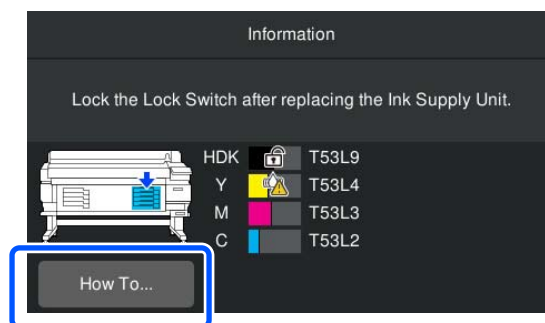 Information
Lock the Lock Switch after replacing the Ink Supply Unit.
HDK T53L9
Y T53L4
M T53L3
C T53L2
How To...